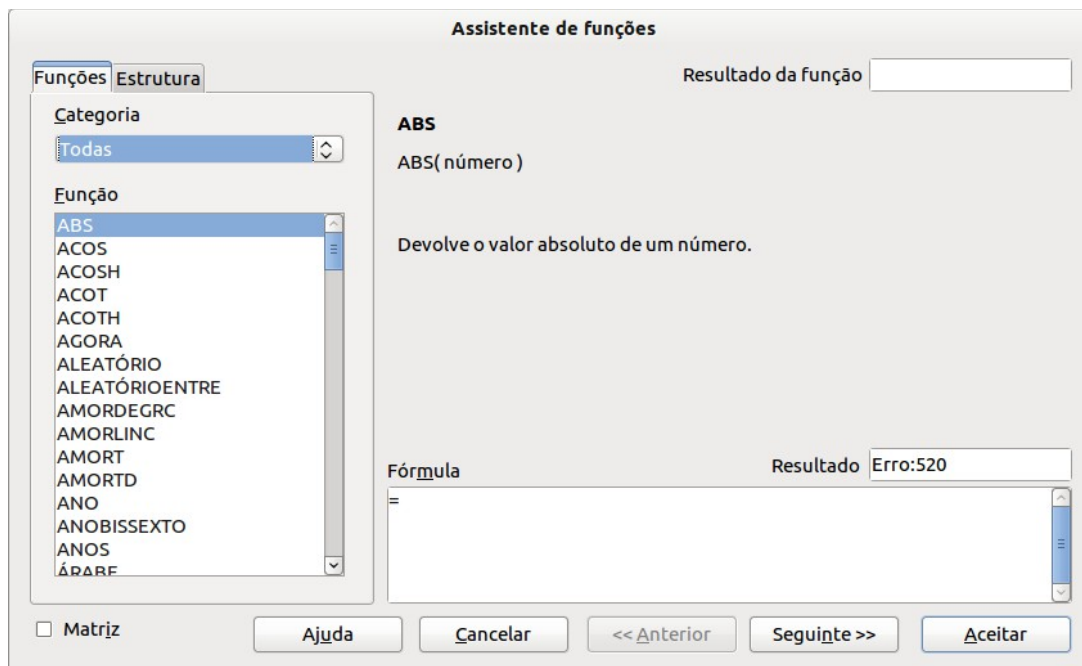 Assistente de funções
Funções Estrutura
Resultado da função
Categoria
Todas
Função
ABS
ACOS
ACOSH
ACOT
ACOTH
AGORA
ALEATÓRIO
ALEATÓRIOENTRE
AMORDEGRC
AMORLINC
AMORT
AMORTD
ANO
ANOBISSEXTO
ANOS
ÁRABE
ABS
ABS( número )
Devolve o valor absoluto de um número.
Fórmula
Resultado Erro:520
=
Matriz
Ajuda
Cancelar
<< Anterior
Seguinte >>
Aceitar